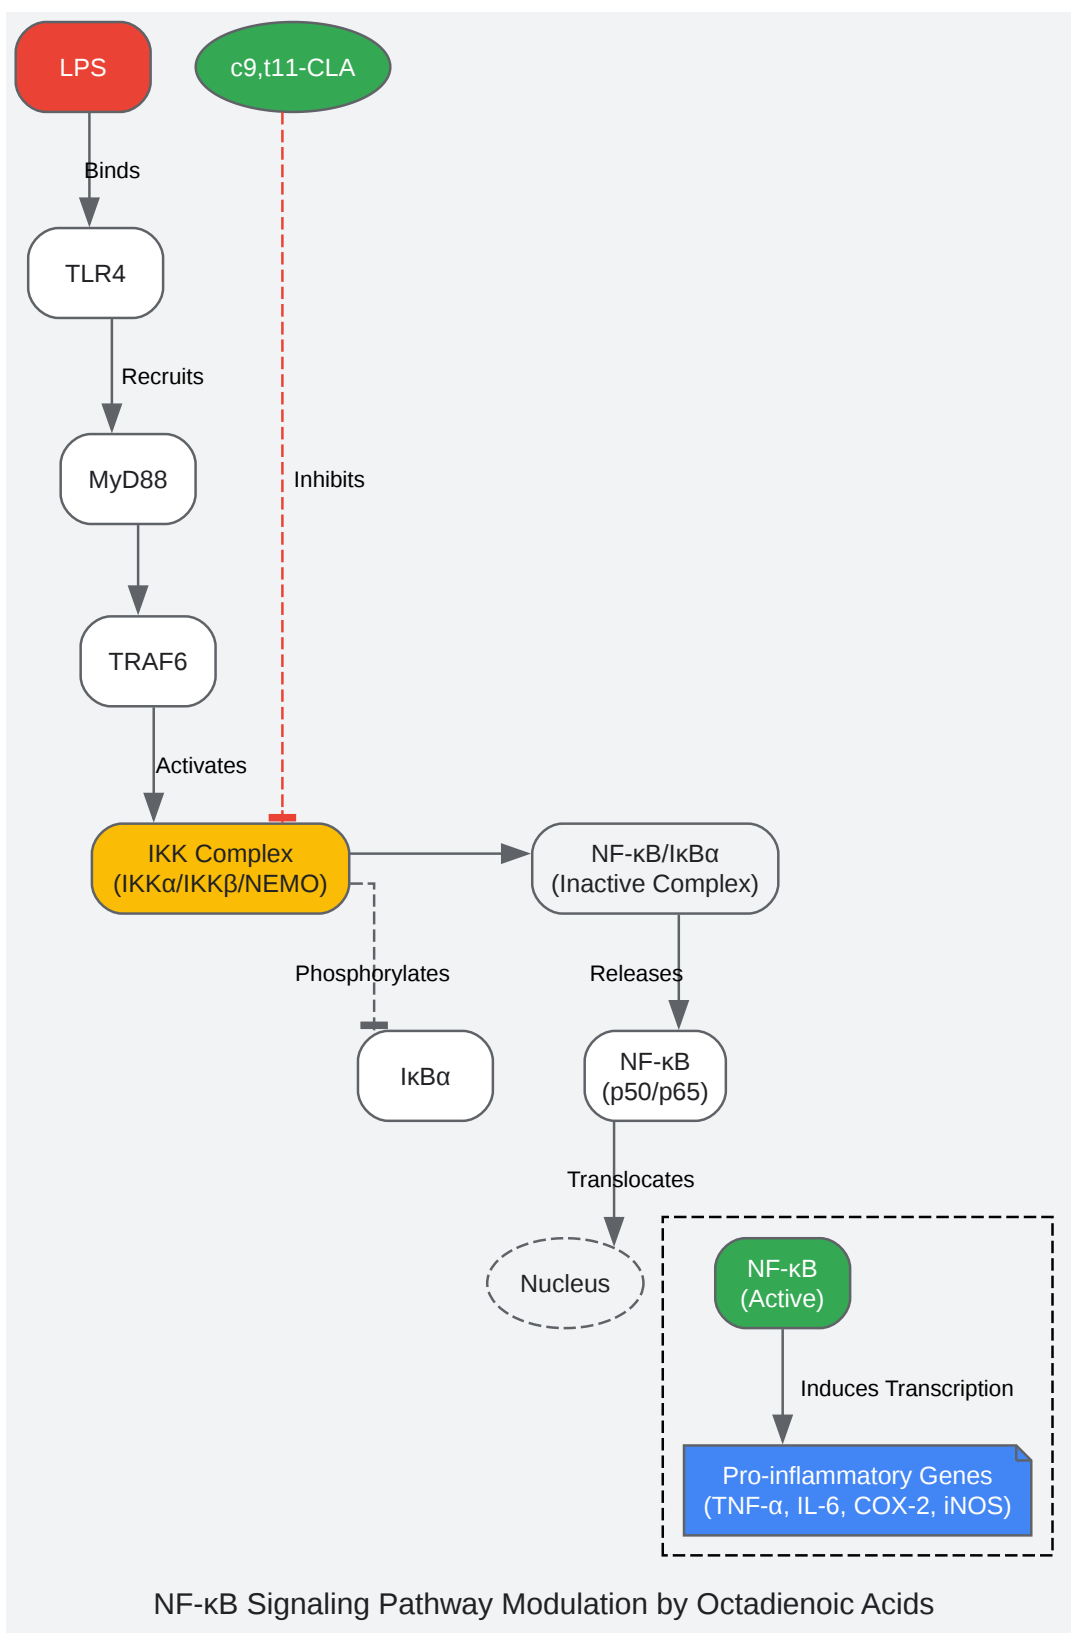 LPS
c9,t11-CLA
Binds
TLR4
Recruits
MyD88
Inhibits
TRAF6
Activates
IKK Complex
(IKKα/IKKβ/NEMO)
NF-κB/IκBα
(Inactive Complex)
Phosphorylates
Releases
IκBα
NF-κB
(p50/p65)
Translocates
Nucleus
NF-κB
(Active)
Induces Transcription
Pro-inflammatory Genes
(TNF-α, IL-6, COX-2, iNOS)
NF-κB Signaling Pathway Modulation by Octadienoic Acids